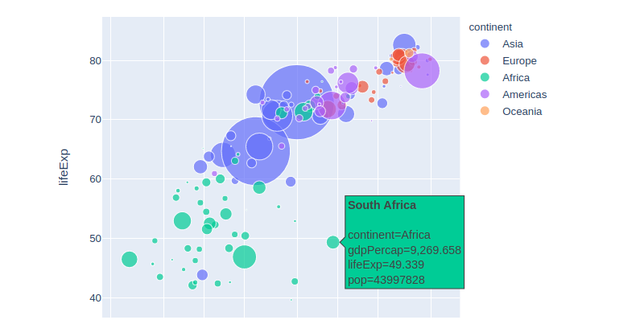 continent
Asia
Europe
Africa
Americas
Oceania
lifeExp
80
70
60
50
40
South Africa
continent=Africa
gdpPercap=9,269.658
lifeExp=49.339
pop=43997828